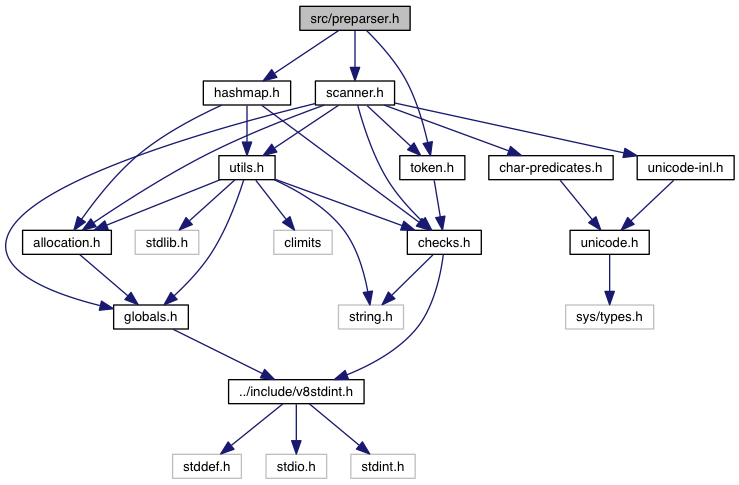 src/preparser.h
hashmap.h
scanner.h
utils.h
token.h
char-predicates.h
unicode-inl.h
allocation.h
stdlib.h
climits
checks.h
unicode.h
globals.h
string.h
sys/types.h
../include/v8stdint.h
stddef.h
stdio.h
stdint.h